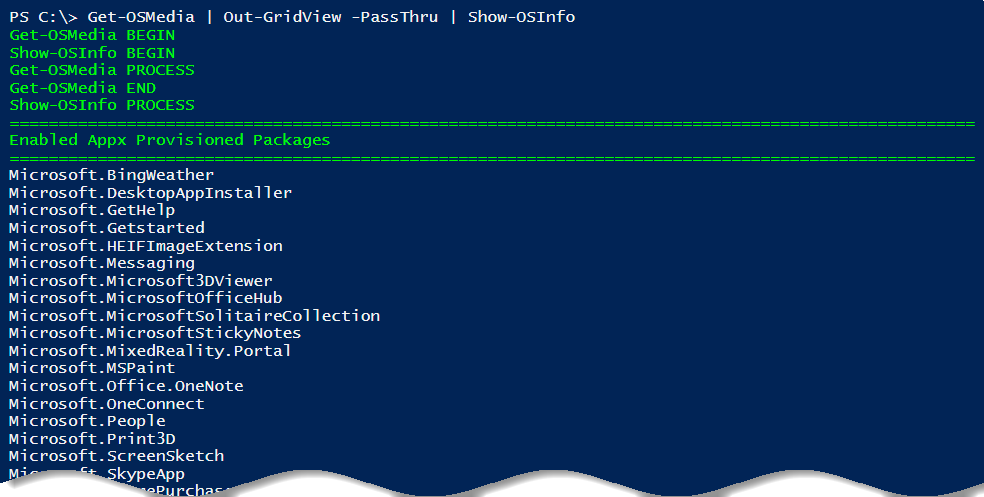 PS C:\> Get-OSMedia | Out-GridView -PassThru | Show-OSInfo
Get-OSMedia BEGIN
Show-OSInfo BEGIN
Get-OSMedia PROCESS
Get-OSMedia END
Show-OSInfo PROCESS
===================================================================================================
Enabled Appx Provisioned Packages
===================================================================================================
Microsoft.BingWeather
Microsoft.DesktopAppInstaller
Microsoft.GetHelp
Microsoft.Getstarted
Microsoft.HEIFImageExtension
Microsoft.Messaging
Microsoft.Microsoft3DViewer
Microsoft.MicrosoftOfficeHub
Microsoft.MicrosoftSolitaireCollection
Microsoft.MicrosoftStickyNotes
Microsoft.MixedReality.Portal
Microsoft.MSPaint
Microsoft.Office.OneNote
Microsoft.OneConnect
Microsoft.People
Microsoft.Print3D
Microsoft.ScreenSketch
Microsoft.SkypeApp